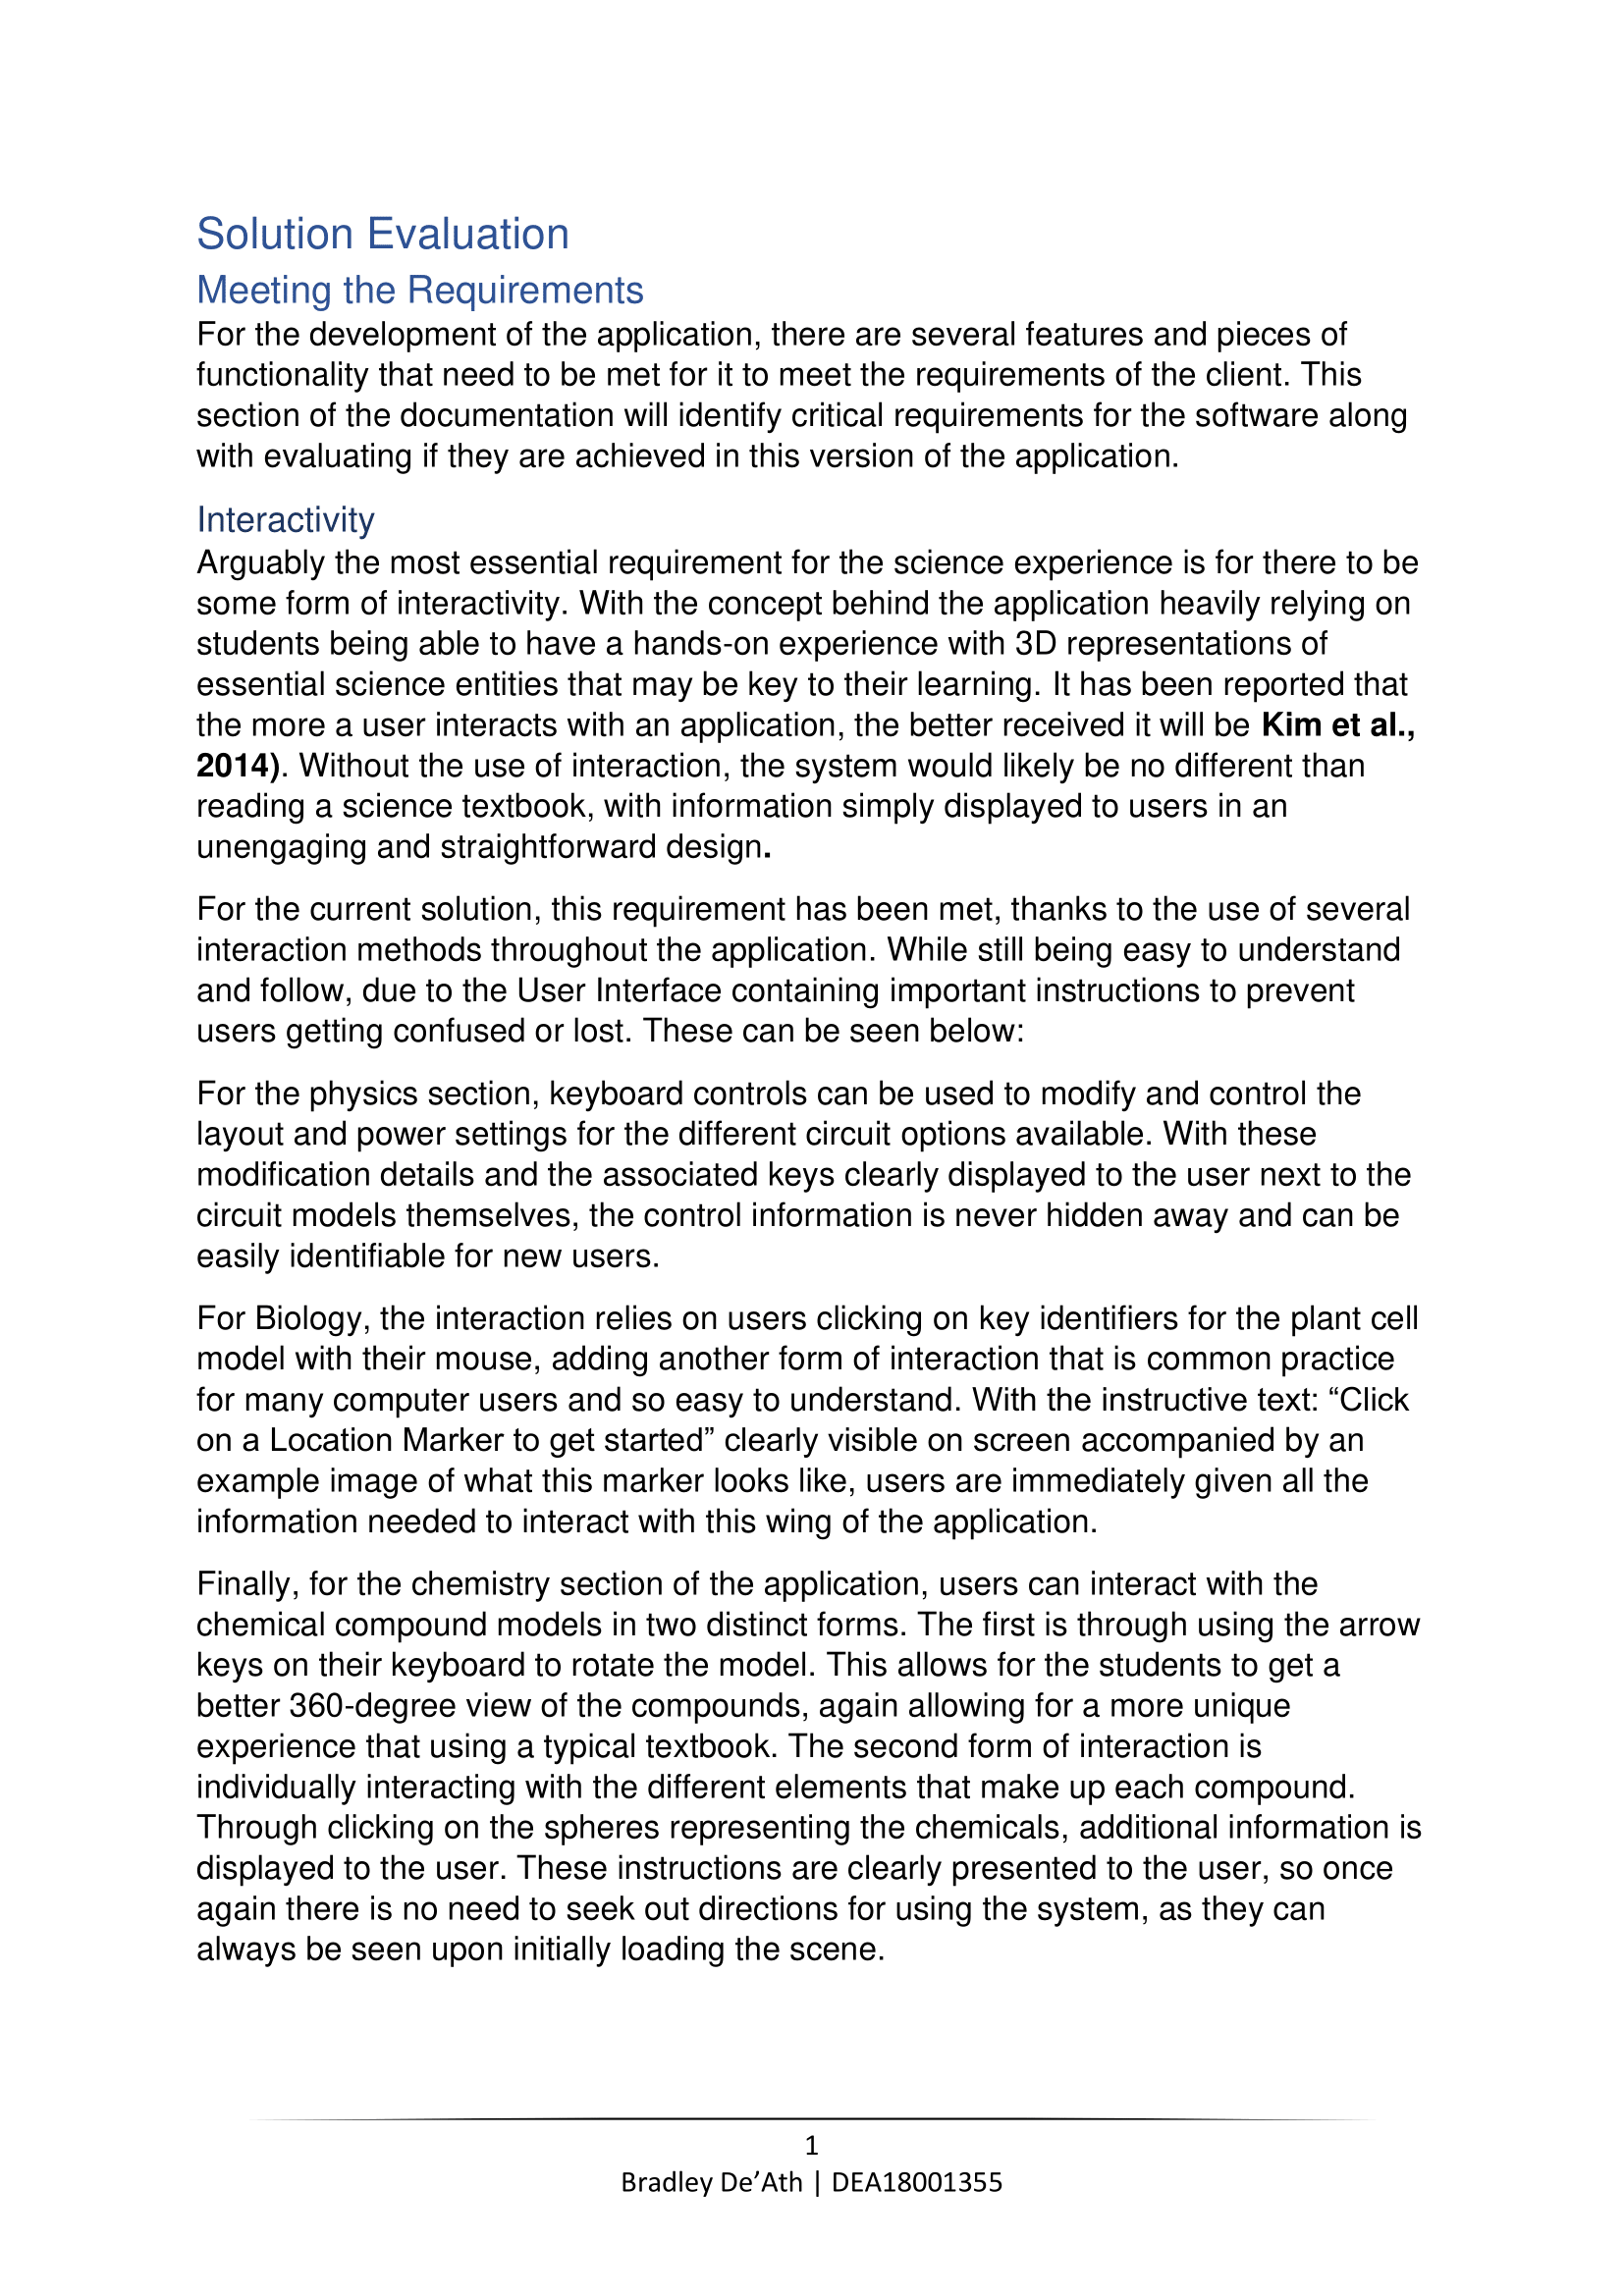 Solution Evaluation
Meeting the Requirements
For the development of the application, there are several features and pieces of
functionality that need to be met for it to meet the requirements of the client. This
section of the documentation will identify critical requirements for the software along
with evaluating if they are achieved in this version of the application.
Interactivity
Arguably the most essential requirement for the science experience is for there to be
some form of interactivity. With the concept behind the application heavily relying on
students being able to have a hands-on experience with 3D representations of
essential science entities that may be key to their learning. It has been reported that
the more a user interacts with an application, the better received it will be Kim et al.,
2014). Without the use of interaction, the system would likely be no different than
reading a science textbook, with information simply displayed to users in an
unengaging and straightforward design.
For the current solution, this requirement has been met, thanks to the use of several
interaction methods throughout the application. While still being easy to understand
and follow, due to the User Interface containing important instructions to prevent
users getting confused or lost. These can be seen below:
For the physics section, keyboard controls can be used to modify and control the
layout and power settings for the different circuit options available. With these
modification details and the associated keys clearly displayed to the user next to the
circuit models themselves, the control information is never hidden away and can be
easily identifiable for new users.
For Biology, the interaction relies on users clicking on key identifiers for the plant cell
model with their mouse, adding another form of interaction that is common practice
for many computer users and so easy to understand. With the instructive text: “Click
on a Location Marker to get started” clearly visible on screen accompanied by an
example image of what this marker looks like, users are immediately given all the
information needed to interact with this wing of the application.
Finally, for the chemistry section of the application, users can interact with the
chemical compound models in two distinct forms. The first is through using the arrow
keys on their keyboard to rotate the model. This allows for the students to get a
better 360-degree view of the compounds, again allowing for a more unique
experience that using a typical textbook. The second form of interaction is
individually interacting with the different elements that make up each compound.
Through clicking on the spheres representing the chemicals, additional information is
displayed to the user. These instructions are clearly presented to the user, so once
again there is no need to seek out directions for using the system, as they can
always be seen upon initially loading the scene.
1
Bradley De’Ath | DEA18001355